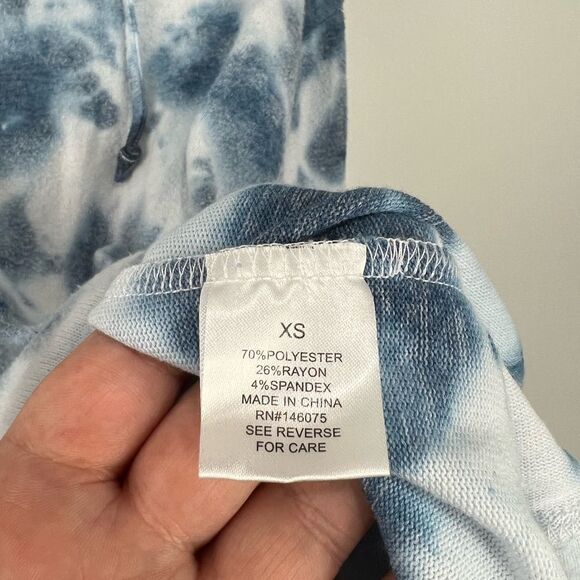 XS
70%POLYESTER
26%RAYON
4%SPANDEX
MADE IN CHINA
RN#146075
SEE REVERSE
FOR CARE